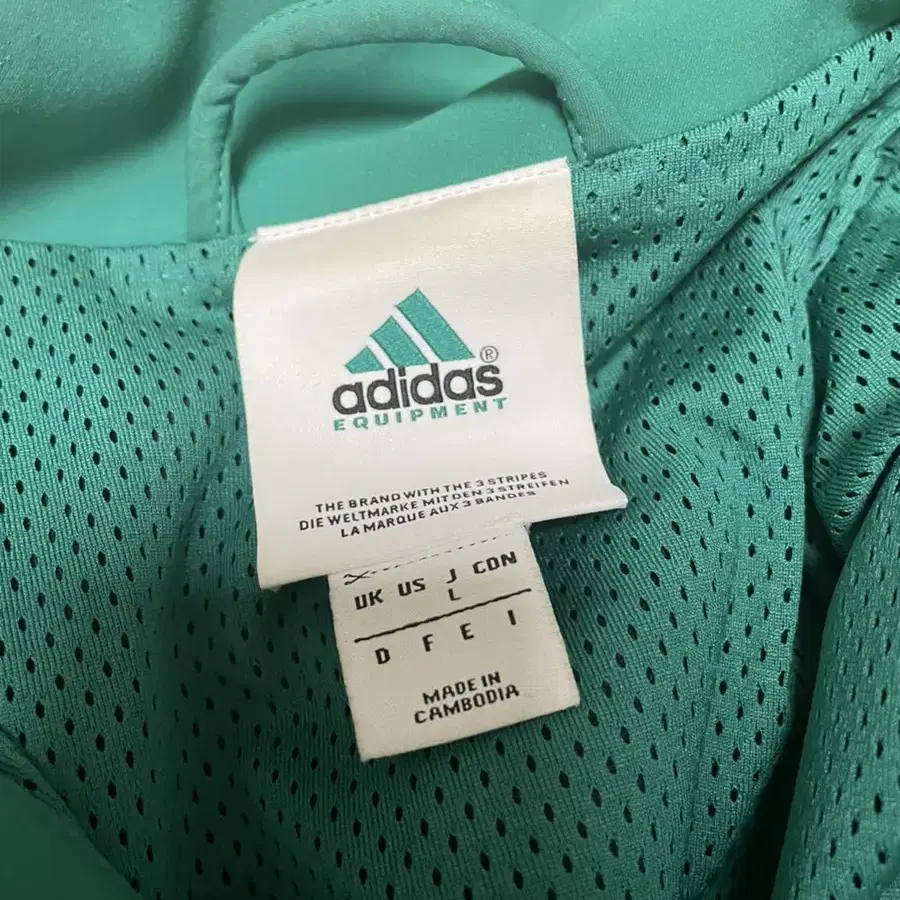 adidas®
EQUIPMENT
THE BRAND WITH THE 3 STRIPES
DIE WELTMARKE MIT DEN 3 STREIFEN
LA MARQUE AUX 3 BANDES
UK US J CDN
L
D F E I
MADE IN
CAMBODIA